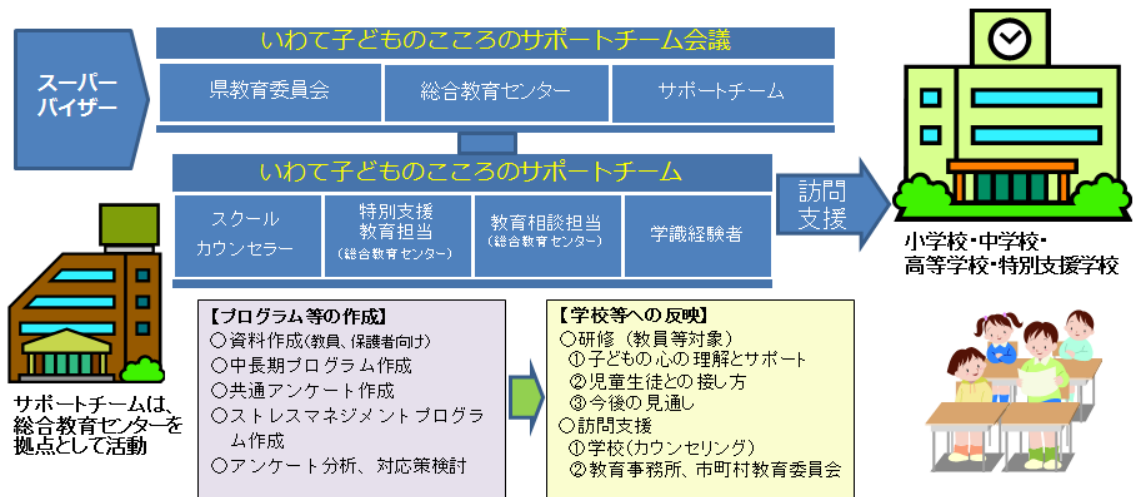 スーパー
バイザー
いわて子どものこころのサポートチーム会議
県教育委員会
総合教育センター
サポートチーム
いわて子どものこころのサポートチーム
スクール
カウンセラー
特別支援
教育担当
(総合教育センター)
教育相談担当
(総合教育センター)
学識経験者
訪問
支援
小学校・中学校・
高等学校・特別支援学校
サポートチームは、
総合教育センターを
拠点として活動
【プログラム等の作成】
○資料作成(教員、保護者向け)
○中長期プログラム作成
○共通アンケート作成
○ストレスマネジメントプログラ
ム作成
○アンケート分析、対応策検討
【学校等への反映】
○研修（教員等対象）
①子どもの心の理解とサポート
②児童生徒との接し方
③今後の見通し
○訪問支援
①学校(カウンセリング)
②教育事務所、市町村教育委員会